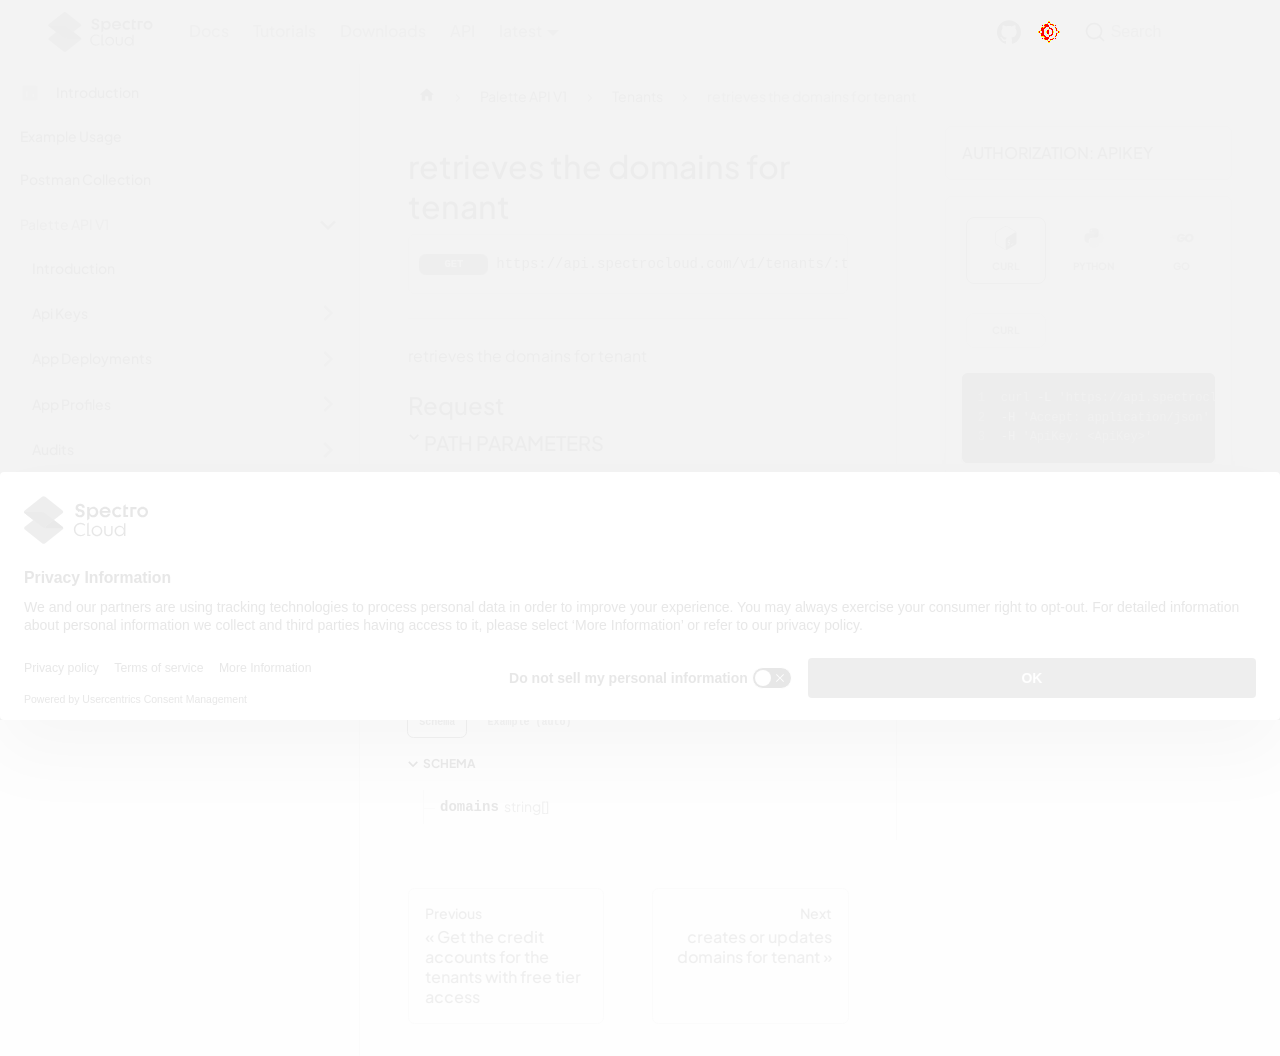 Spectro
Cloud
Docs Tutorials Downloads API latest
Search
Introduction
Example Usage
Postman Collection
Palette API V1
Introduction
Api Keys
App Deployments
App Profiles
Audits
Palette API V1 Tenants retrieves the domains for tenant
retrieves the domains for
tenant
GET https://api.spectrocloud.com/v1/tenants/:t
retrieves the domains for tenant
Request
PATH PARAMETERS
AUTHORIZATION: APIKEY
CURL PYTHON GO
CURL
Spectro
Cloud
Privacy Information
We and our partners are using tracking technologies to process personal data in order to improve your experience. You may always exercise your consumer right to opt-out. For detailed information
about personal information we collect and third parties having access to it, please select 'More Information' or refer to our privacy policy.
Privacy policy Terms of service More Information
Powered by Usercentrics Consent Management
Do not sell my personal information
OK
Schema Example (auto)
SCHEMA
domains string[]
Previous
« Get the credit
accounts for the
tenants with free tier
access
Next
creates or updates
domains for tenant »